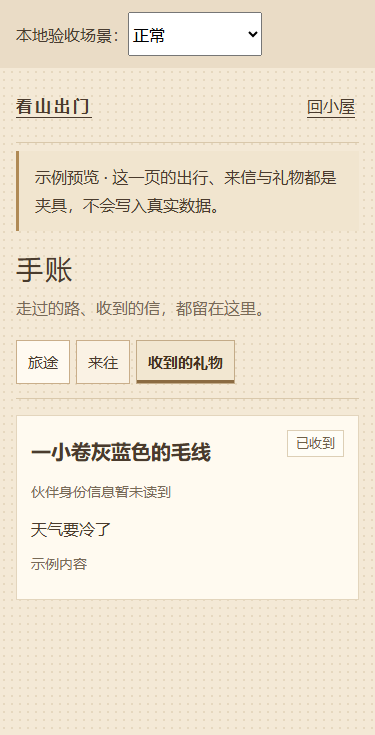 本地验收场景： 正常
看山出门 回小屋
示例预览 · 这一页的出行、来信与礼物都是
夹具，不会写入真实数据。
手账
走过的路、收到的信，都留在这里。
旅途 来往 收到的礼物
一小卷灰蓝色的毛线 已收到
伙伴身份信息暂未读到
天气要冷了
示例内容